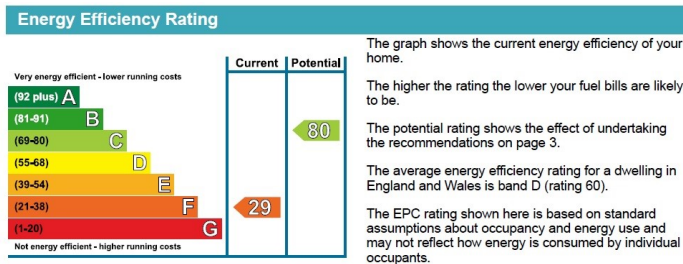 Energy Efficiency Rating
Current Potential
Very energy efficient - lower running costs
(92 plus) A
(81-91) B
(69-80) C
(55-68) D
(39-54) E
(21-38) F
(1-20) G
Not energy efficient - higher running costs
29
80
The graph shows the current energy efficiency of your
home.
The higher the rating the lower your fuel bills are likely
to be.
The potential rating shows the effect of undertaking
the recommendations on page 3.
The average energy efficiency rating for a dwelling in
England and Wales is band D (rating 60).
The EPC rating shown here is based on standard
assumptions about occupancy and energy use and
may not reflect how energy is consumed by individual
occupants.